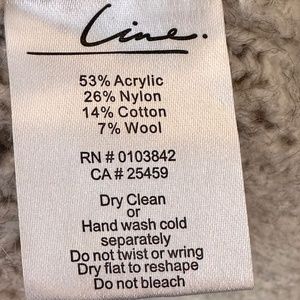 Line.
53% Acrylic
26% Nylon
14% Cotton
7% Wool
RN # 0103842
CA # 25459
Dry Clean
or
Hand wash cold
separately
Do not twist or wring
Dry flat to reshape
Do not bleach